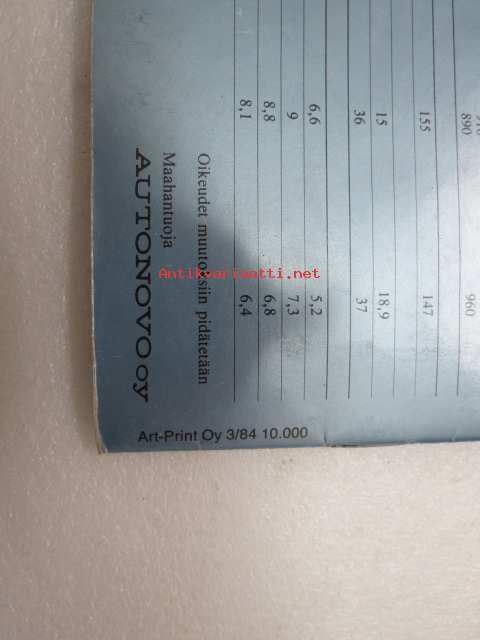 910
890 960
155 147
15 18,9
36 37
6,6 5,2
9 7,3
8,8 6,8
8,1 6,4
Oikeudet muutoksiin pidätetään
Maahantuoja
AUTONOVO OY
Art-Print Oy 3/84 10.000
Antikvariaatti.net